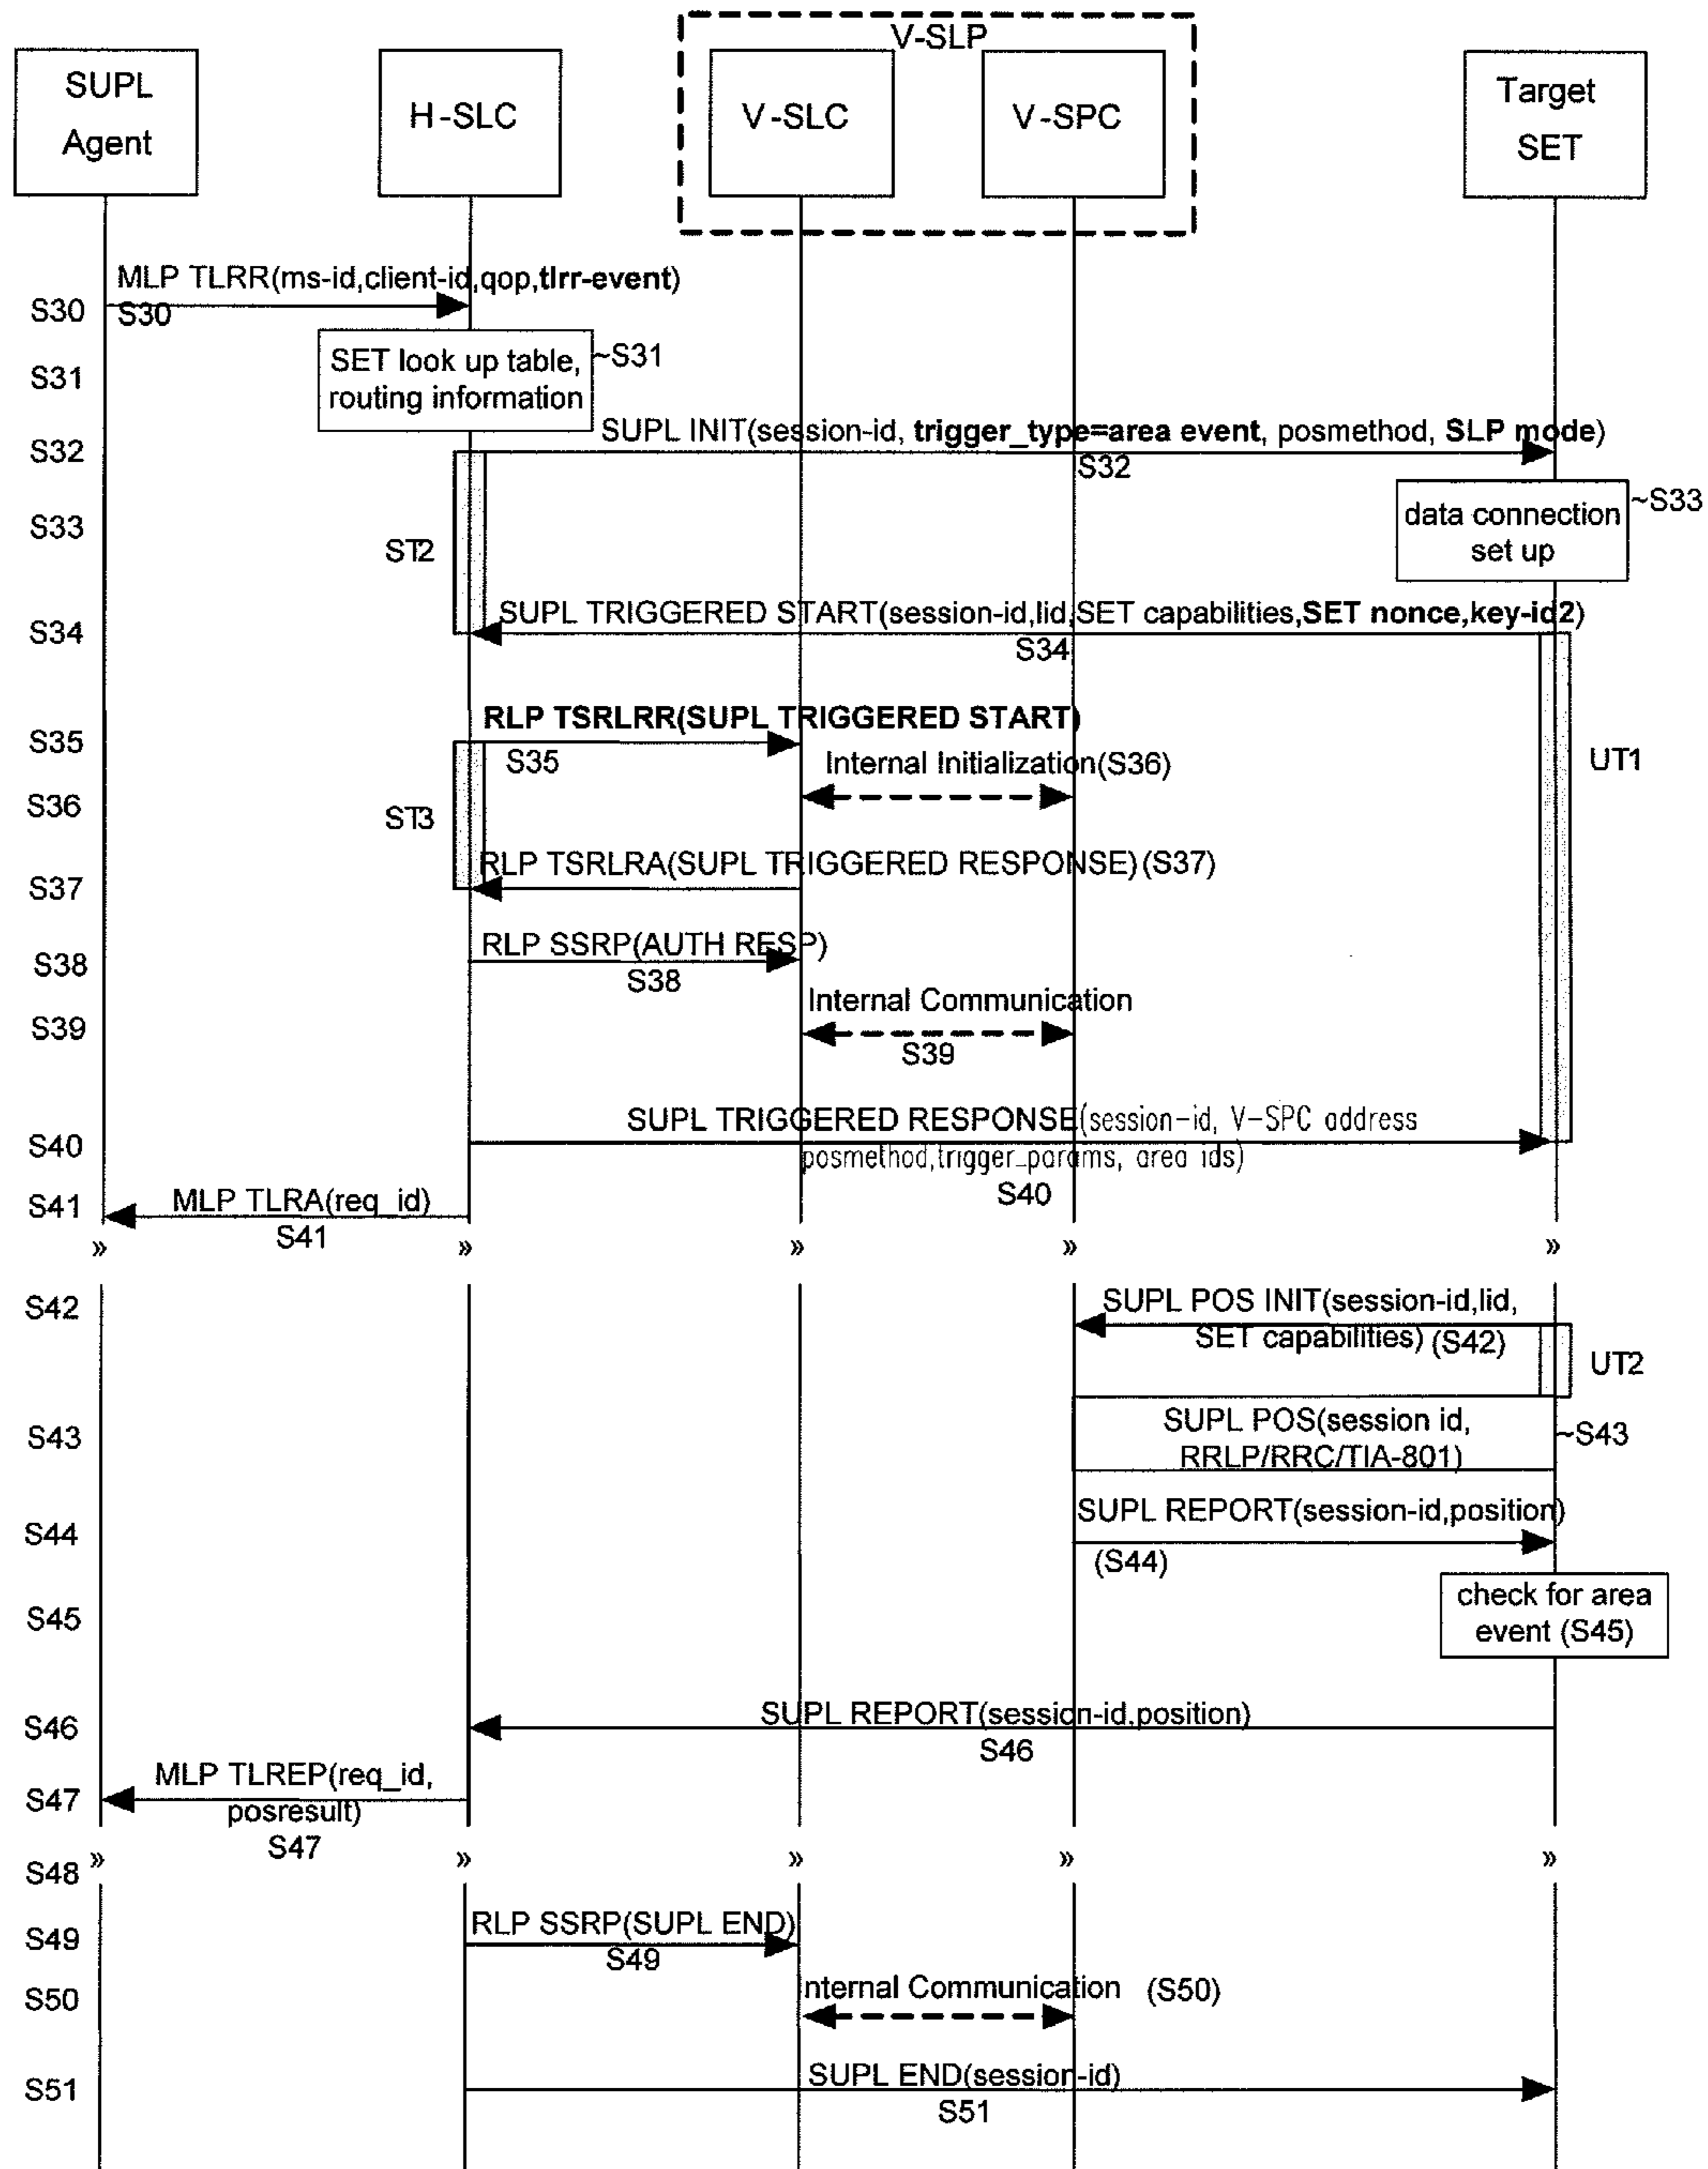 V-SLP
SUPL
Agent
H-SLC
V-SLC
V-SPC
Target
SET
MLP TLRR(ms-id,client-id,qop,tlrr-event)
S30
S30
SET look up table,
routing information
~S31
S31
SUPL INIT(session-id, trigger_type=area event, posmethod, SLP mode)
S32
S32
data connection
set up
~S33
S33
ST2
SUPL TRIGGERED START(session-id,lid,SET capabilities,SET nonce,key-id2)
S34
S34
RLP TSRLRR(SUPL TRIGGERED START)
S35
S35
Internal Initialization(S36)
UT1
S36
ST3
RLP TSRLRA(SUPL TRIGGERED RESPONSE) (S37)
S37
RLP SSRP(AUTH RESP)
S38
S38
Internal Communication
S39
S39
SUPL TRIGGERED RESPONSE(session-id, V-SPC address
S40
posmethod,trigger_params, area ids)
S40
MLP TLRA(req_id)
S41
S41
» » » » »
SUPL POS INIT(session-id,lid,
S42
SET capabilities) (S42)
UT2
SUPL POS(session id,
RRLP/RRC/TIA-801)
S43
~S43
SUPL REPORT(session-id,position)
S44
(S44)
check for area
event (S45)
S45
SUPL REPORT(session-id,position)
S46
S46
MLP TLREP(req_id,
posresult)
S47
S47
S48
» » » » »
RLP SSRP(SUPL END)
S49
S49
nternal Communication (S50)
S50
SUPL END(session-id)
S51
S51